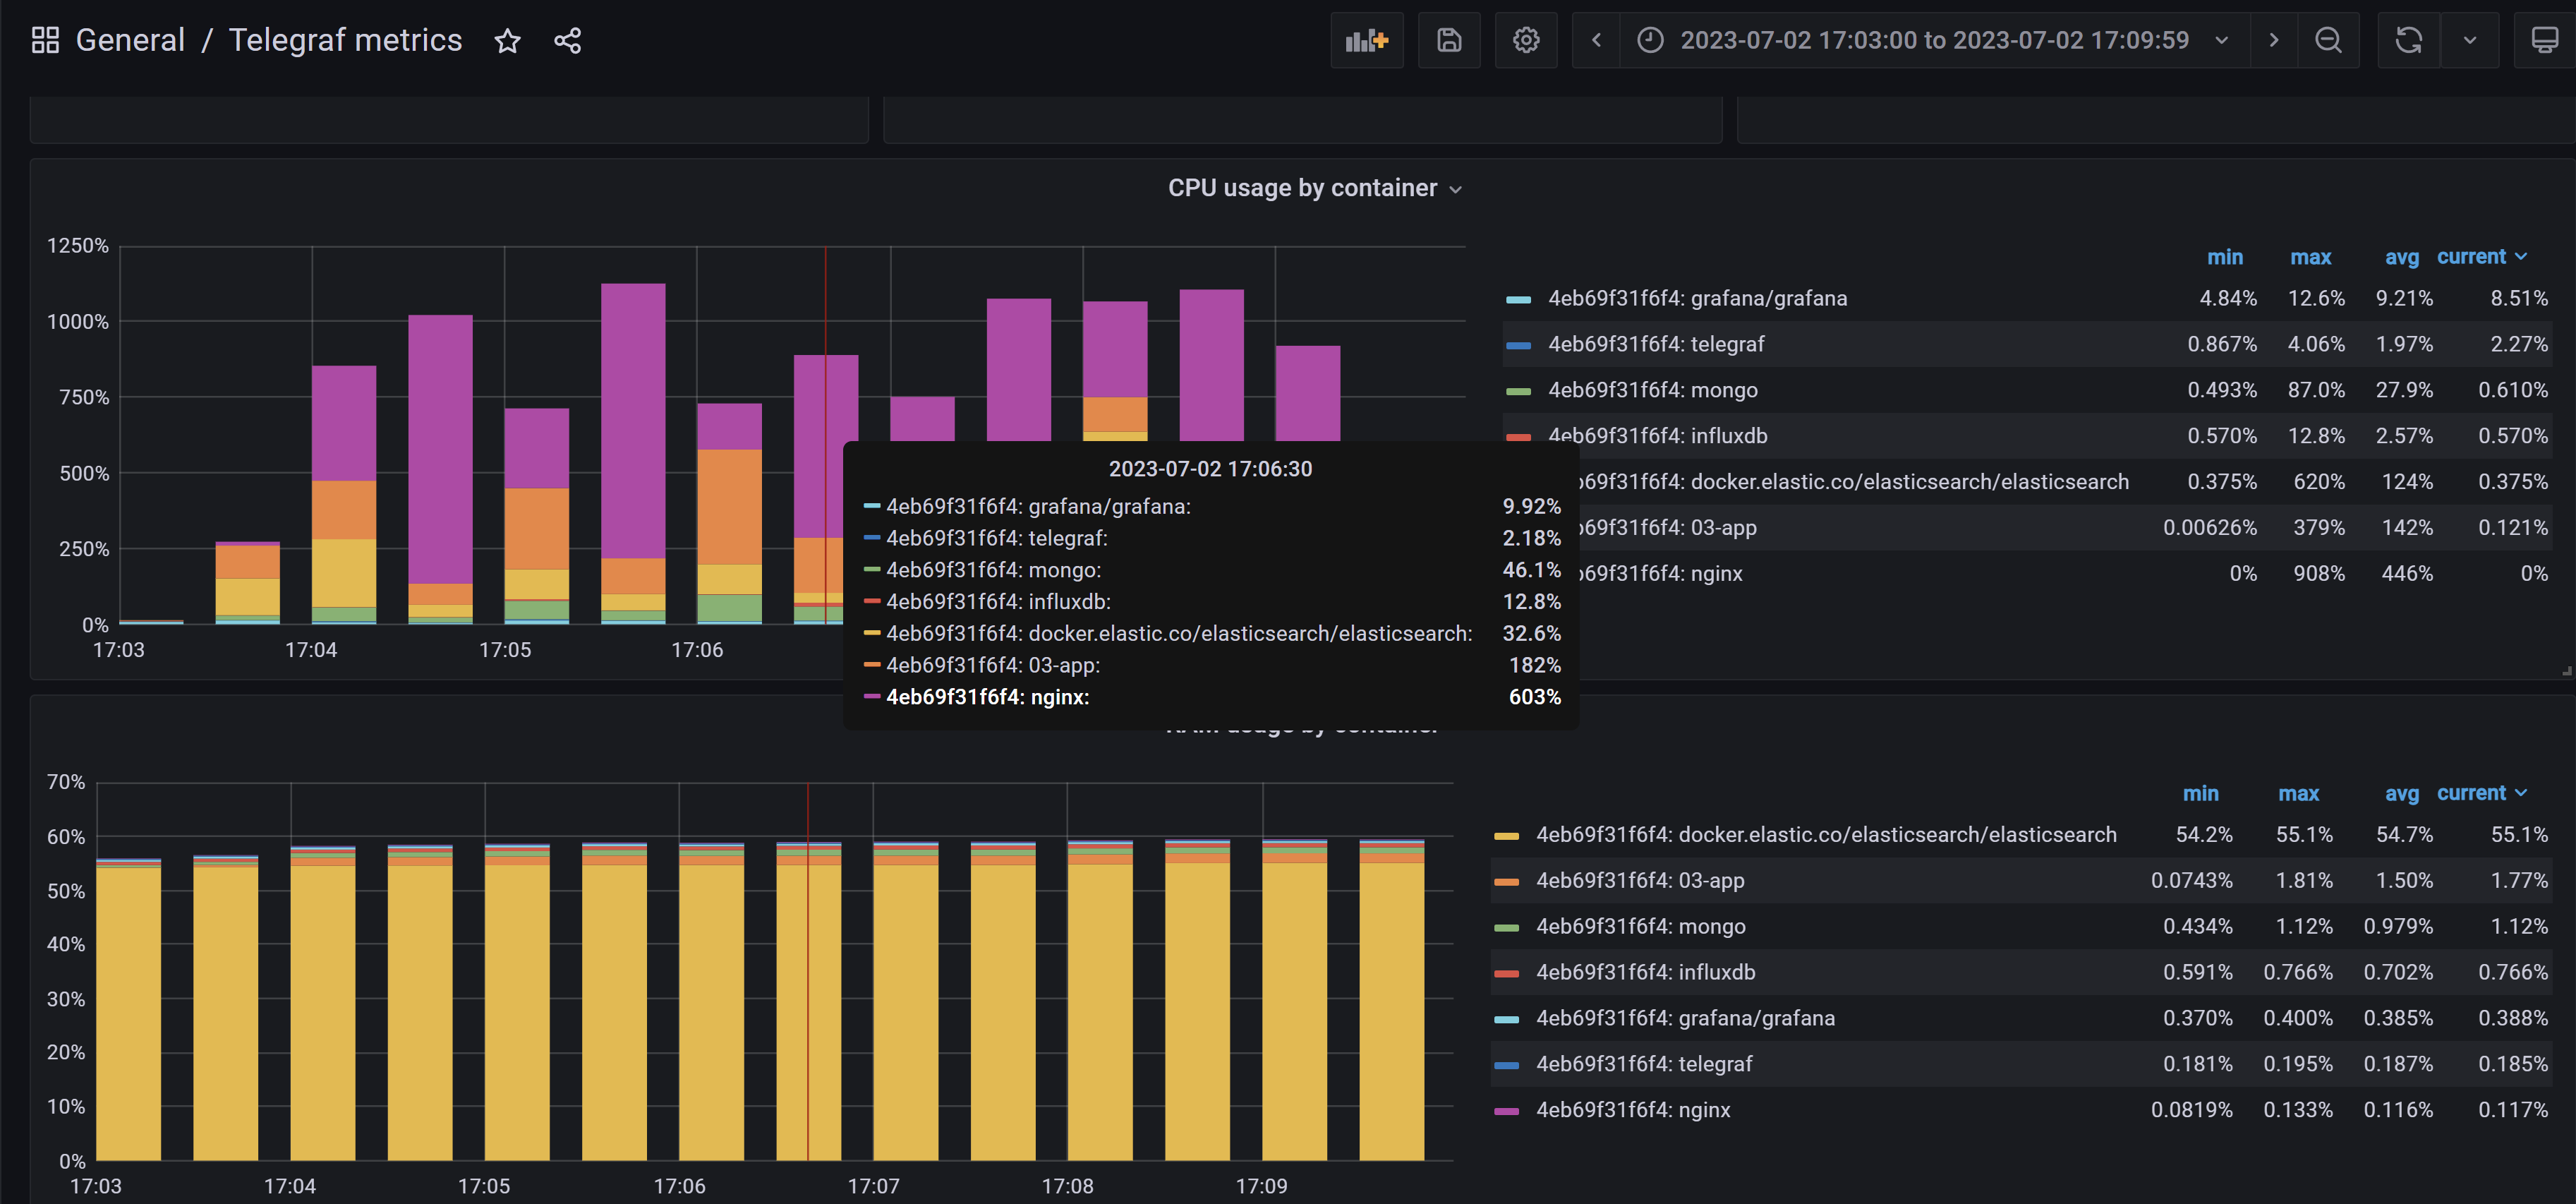 General / Telegraf metrics
2023-07-02 17:03:00 to 2023-07-02 17:09:59
CPU usage by container
1250%
1000%
750%
500%
250%
0%
17:03
17:04
17:05
17:06
min max avg current
4eb69f31f6f4: grafana/grafana 4.84% 12.6% 9.21% 8.51%
4eb69f31f6f4: telegraf 0.867% 4.06% 1.97% 2.27%
4eb69f31f6f4: mongo 0.493% 87.0% 27.9% 0.610%
4eb69f31f6f4: influxdb 0.570% 12.8% 2.57% 0.570%
b69f31f6f4: docker.elastic.co/elasticsearch/elasticsearch 0.375% 620% 124% 0.375%
b69f31f6f4: 03-app 0.00626% 379% 142% 0.121%
b69f31f6f4: nginx 0% 908% 446% 0%
2023-07-02 17:06:30
4eb69f31f6f4: grafana/grafana: 9.92%
4eb69f31f6f4: telegraf: 2.18%
4eb69f31f6f4: mongo: 46.1%
4eb69f31f6f4: influxdb: 12.8%
4eb69f31f6f4: docker.elastic.co/elasticsearch/elasticsearch: 32.6%
4eb69f31f6f4: 03-app: 182%
4eb69f31f6f4: nginx: 603%
RAM usage by container
70%
60%
50%
40%
30%
20%
10%
0%
17:03
17:04
17:05
17:06
17:07
17:08
17:09
min max avg current
4eb69f31f6f4: docker.elastic.co/elasticsearch/elasticsearch 54.2% 55.1% 54.7% 55.1%
4eb69f31f6f4: 03-app 0.0743% 1.81% 1.50% 1.77%
4eb69f31f6f4: mongo 0.434% 1.12% 0.979% 1.12%
4eb69f31f6f4: influxdb 0.591% 0.766% 0.702% 0.766%
4eb69f31f6f4: grafana/grafana 0.370% 0.400% 0.385% 0.388%
4eb69f31f6f4: telegraf 0.181% 0.195% 0.187% 0.185%
4eb69f31f6f4: nginx 0.0819% 0.133% 0.116% 0.117%